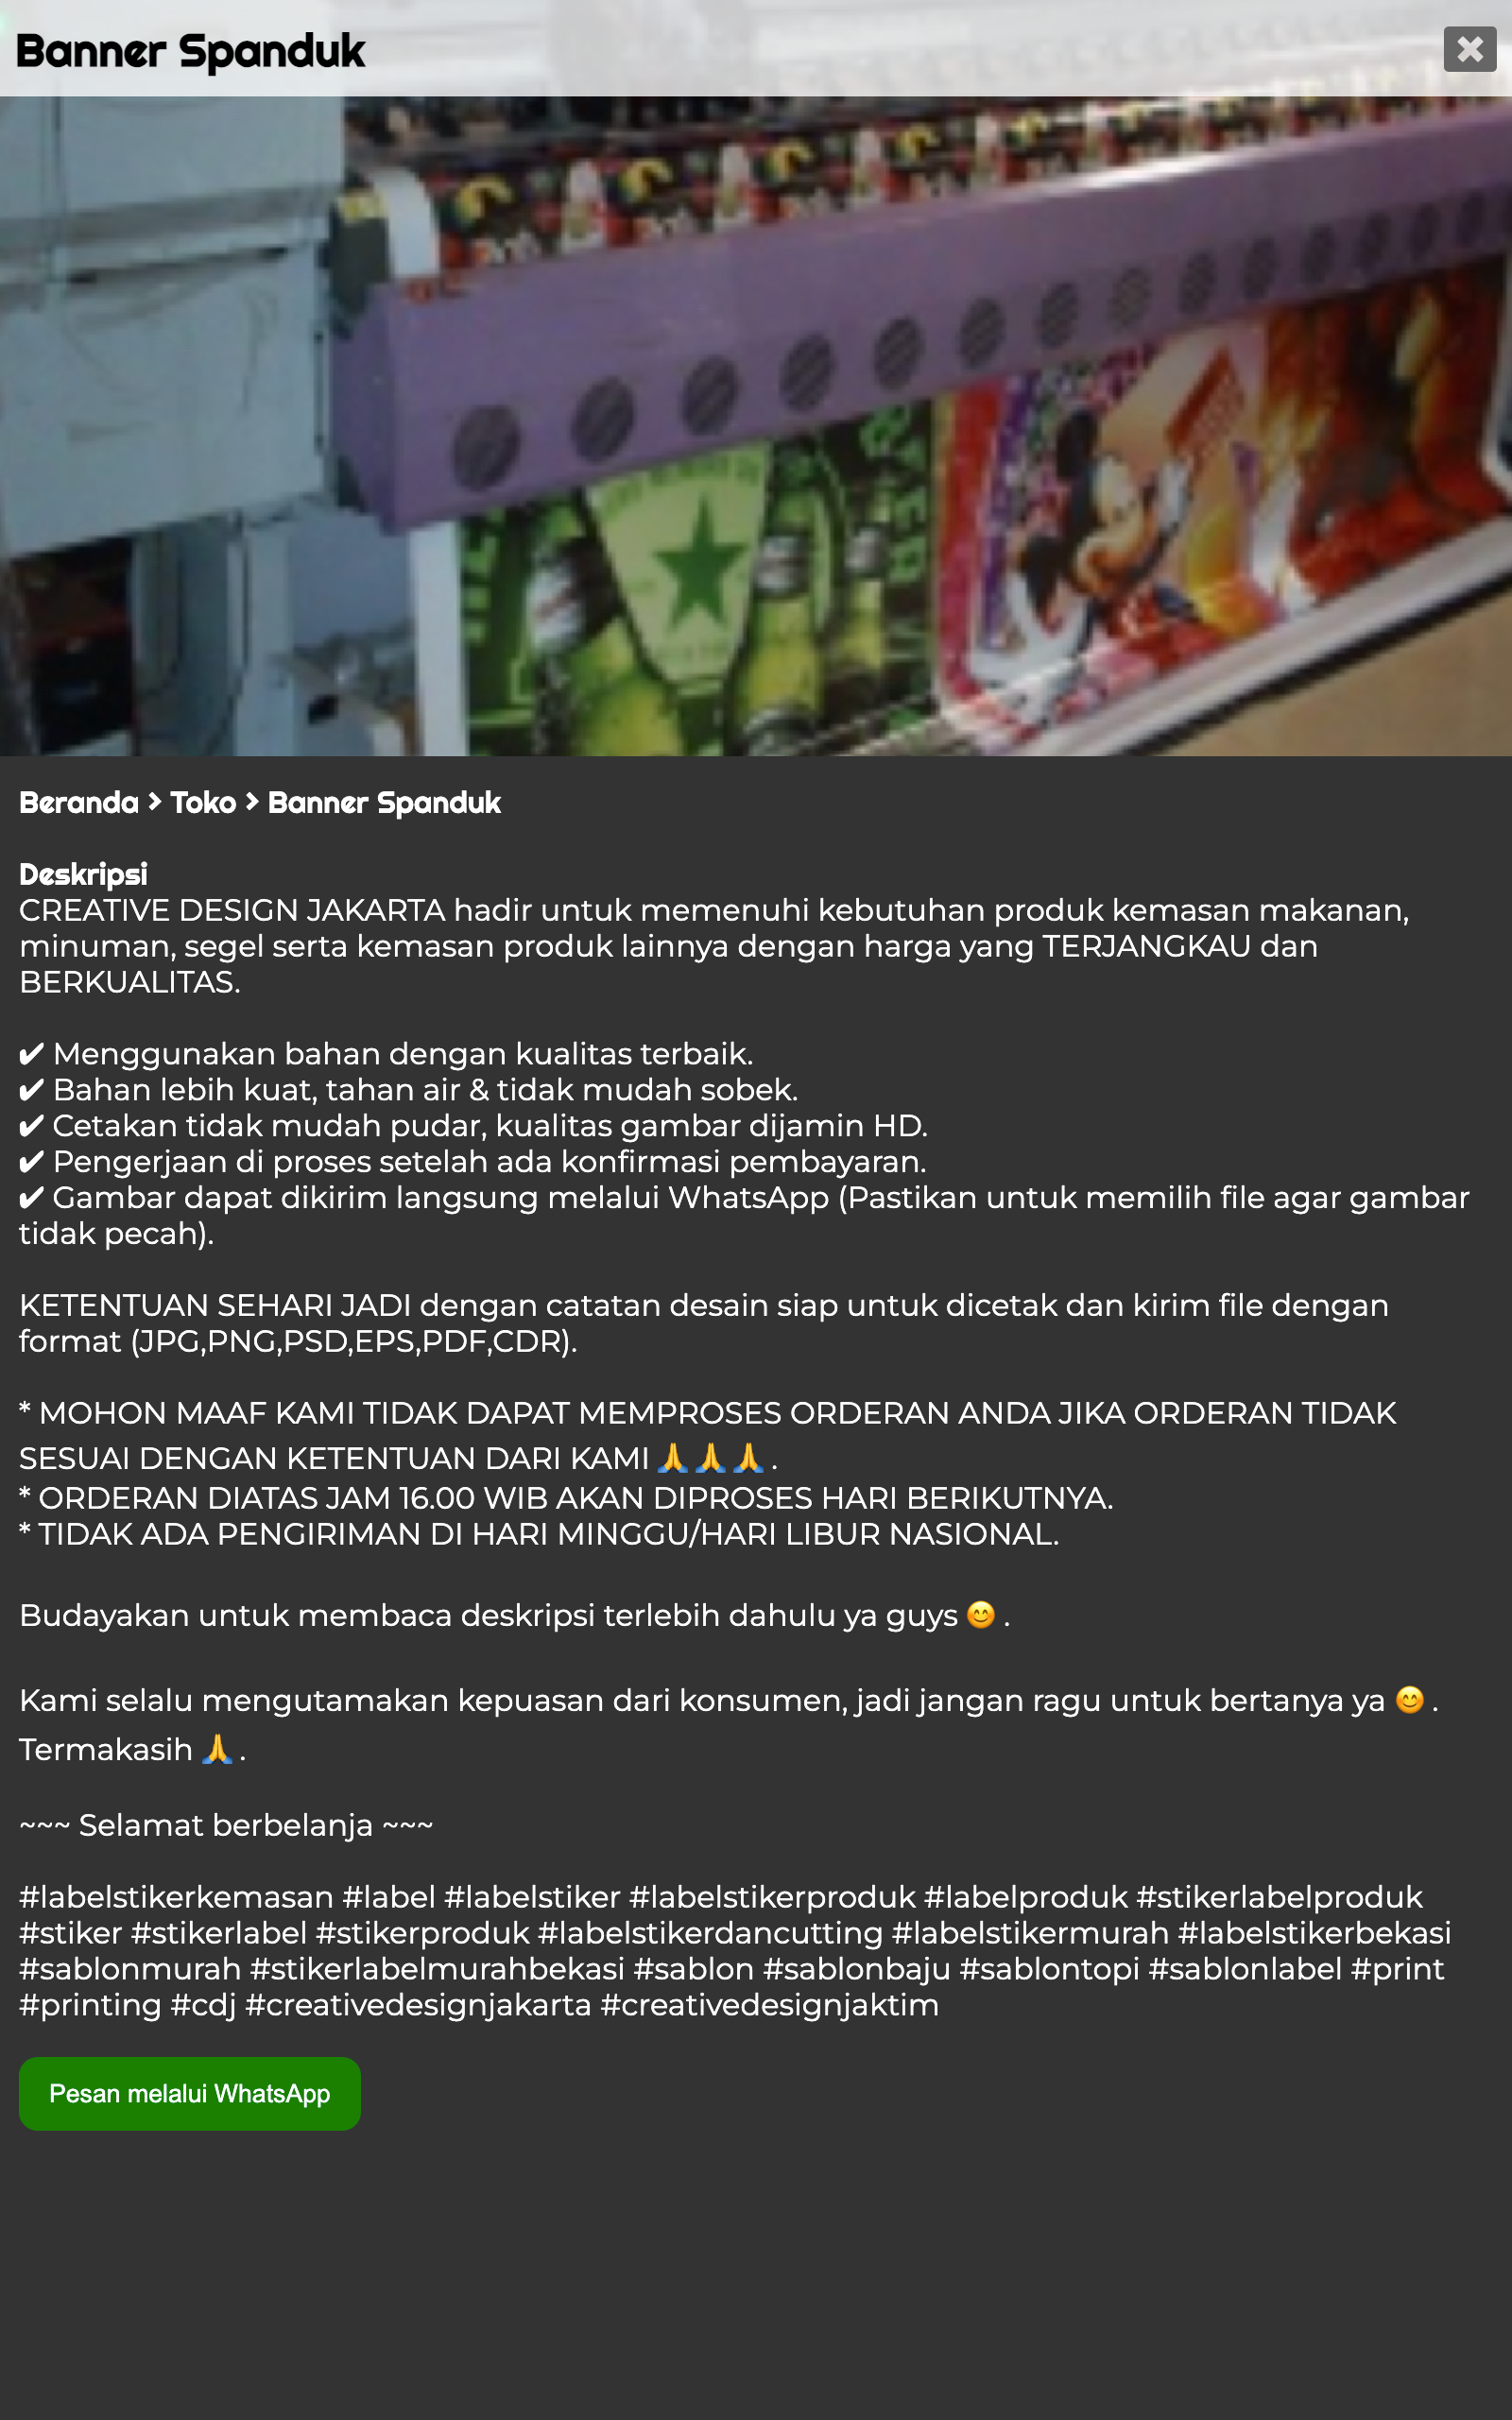 Banner Spanduk
Beranda > Toko > Banner Spanduk
Deskripsi
CREATIVE DESIGN JAKARTA hadir untuk memenuhi kebutuhan produk kemasan makanan,
minuman, segel serta kemasan produk lainnya dengan harga yang TERJANGKAU dan
BERKUALITAS.
✔ Menggunakan bahan dengan kualitas terbaik.
✔ Bahan lebih kuat, tahan air & tidak mudah sobek.
✔ Cetakan tidak mudah pudar, kualitas gambar dijamin HD.
✔ Pengerjaan di proses setelah ada konfirmasi pembayaran.
✔ Gambar dapat dikirim langsung melalui WhatsApp (Pastikan untuk memilih file agar gambar
tidak pecah).
KETENTUAN SEHARI JADI dengan catatan desain siap untuk dicetak dan kirim file dengan
format (JPG,PNG,PSD,EPS,PDF,CDR).
* MOHON MAAF KAMI TIDAK DAPAT MEMPROSES ORDERAN ANDA JIKA ORDERAN TIDAK
SESUAI DENGAN KETENTUAN DARI KAMI 🙏🙏🙏.
* ORDERAN DIATAS JAM 16.00 WIB AKAN DIPROSES HARI BERIKUTNYA.
* TIDAK ADA PENGIRIMAN DI HARI MINGGU/HARI LIBUR NASIONAL.
Budayakan untuk membaca deskripsi terlebih dahulu ya guys 😊 .
Kami selalu mengutamakan kepuasan dari konsumen, jadi jangan ragu untuk bertanya ya 😊 .
Termakasih 🙏.
~~~ Selamat berbelanja ~~~
#labelstikerkemasan #label #labelstiker #labelstikerproduk #labelproduk #stikerlabelproduk
#stiker #stikerlabel #stikerproduk #labelstikerdancutting #labelstikermurah #labelstikerbekasi
#sablonmurah #stikerlabelmurahbekasi #sablon #sablonbaju #sablontopi #sablonlabel #print
#printing #cdj #creativedesignjakarta #creativedesignjaktim
Pesan melalui WhatsApp